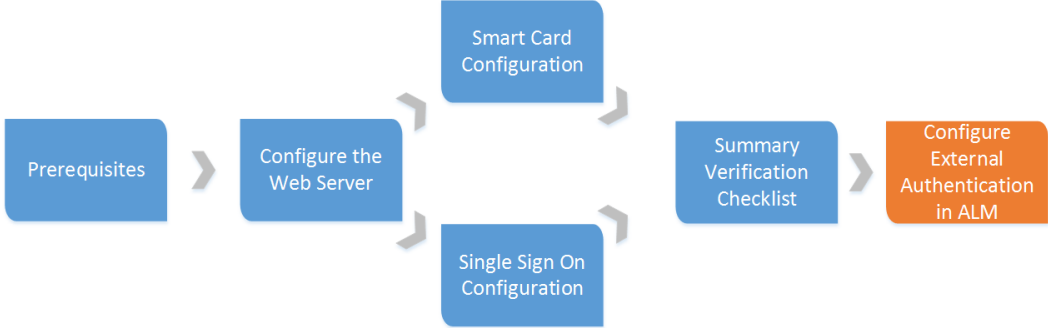 Prerequisites
Configure the
Web Server
Smart Card
Configuration
Single Sign On
Configuration
Summary
Verification
Checklist
Configure
External
Authentication
in ALM